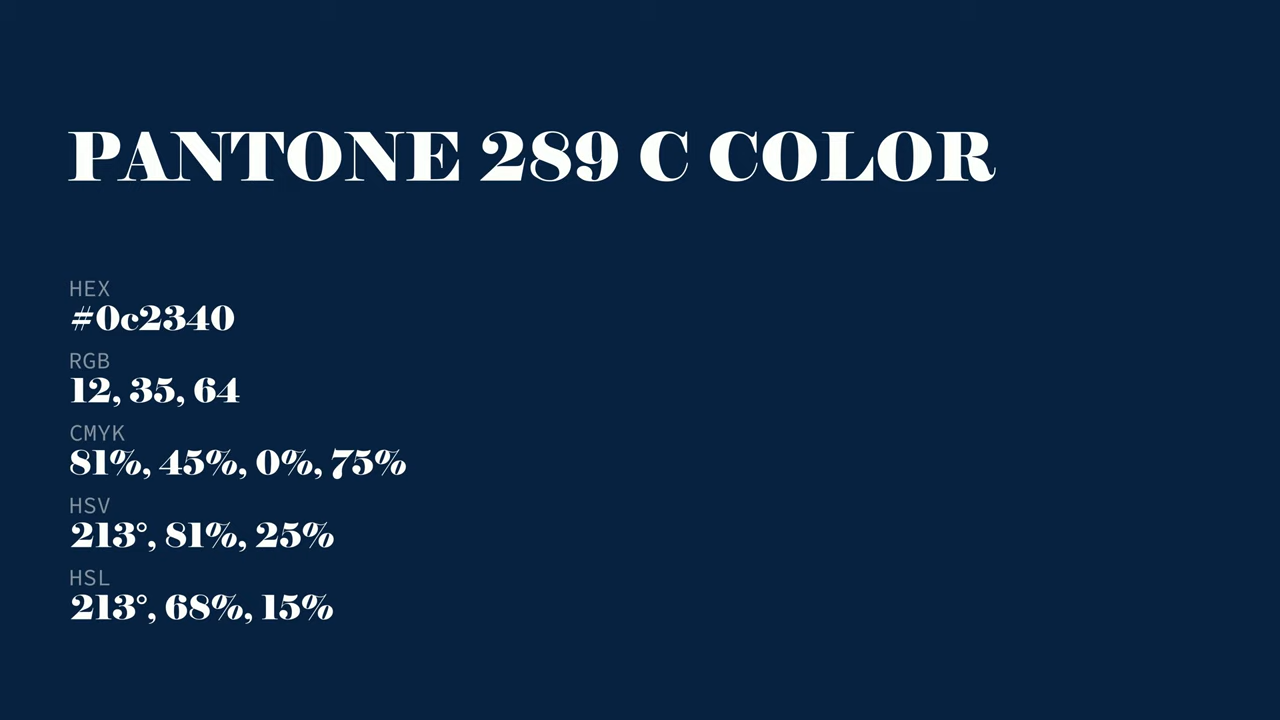 PANTONE 289 C COLOR
HEX
#0c2340
RGB
12, 35, 64
CMYK
81%, 45%, 0%, 75%
HSV
213°, 81%, 25%
HSL
213°, 68%, 15%